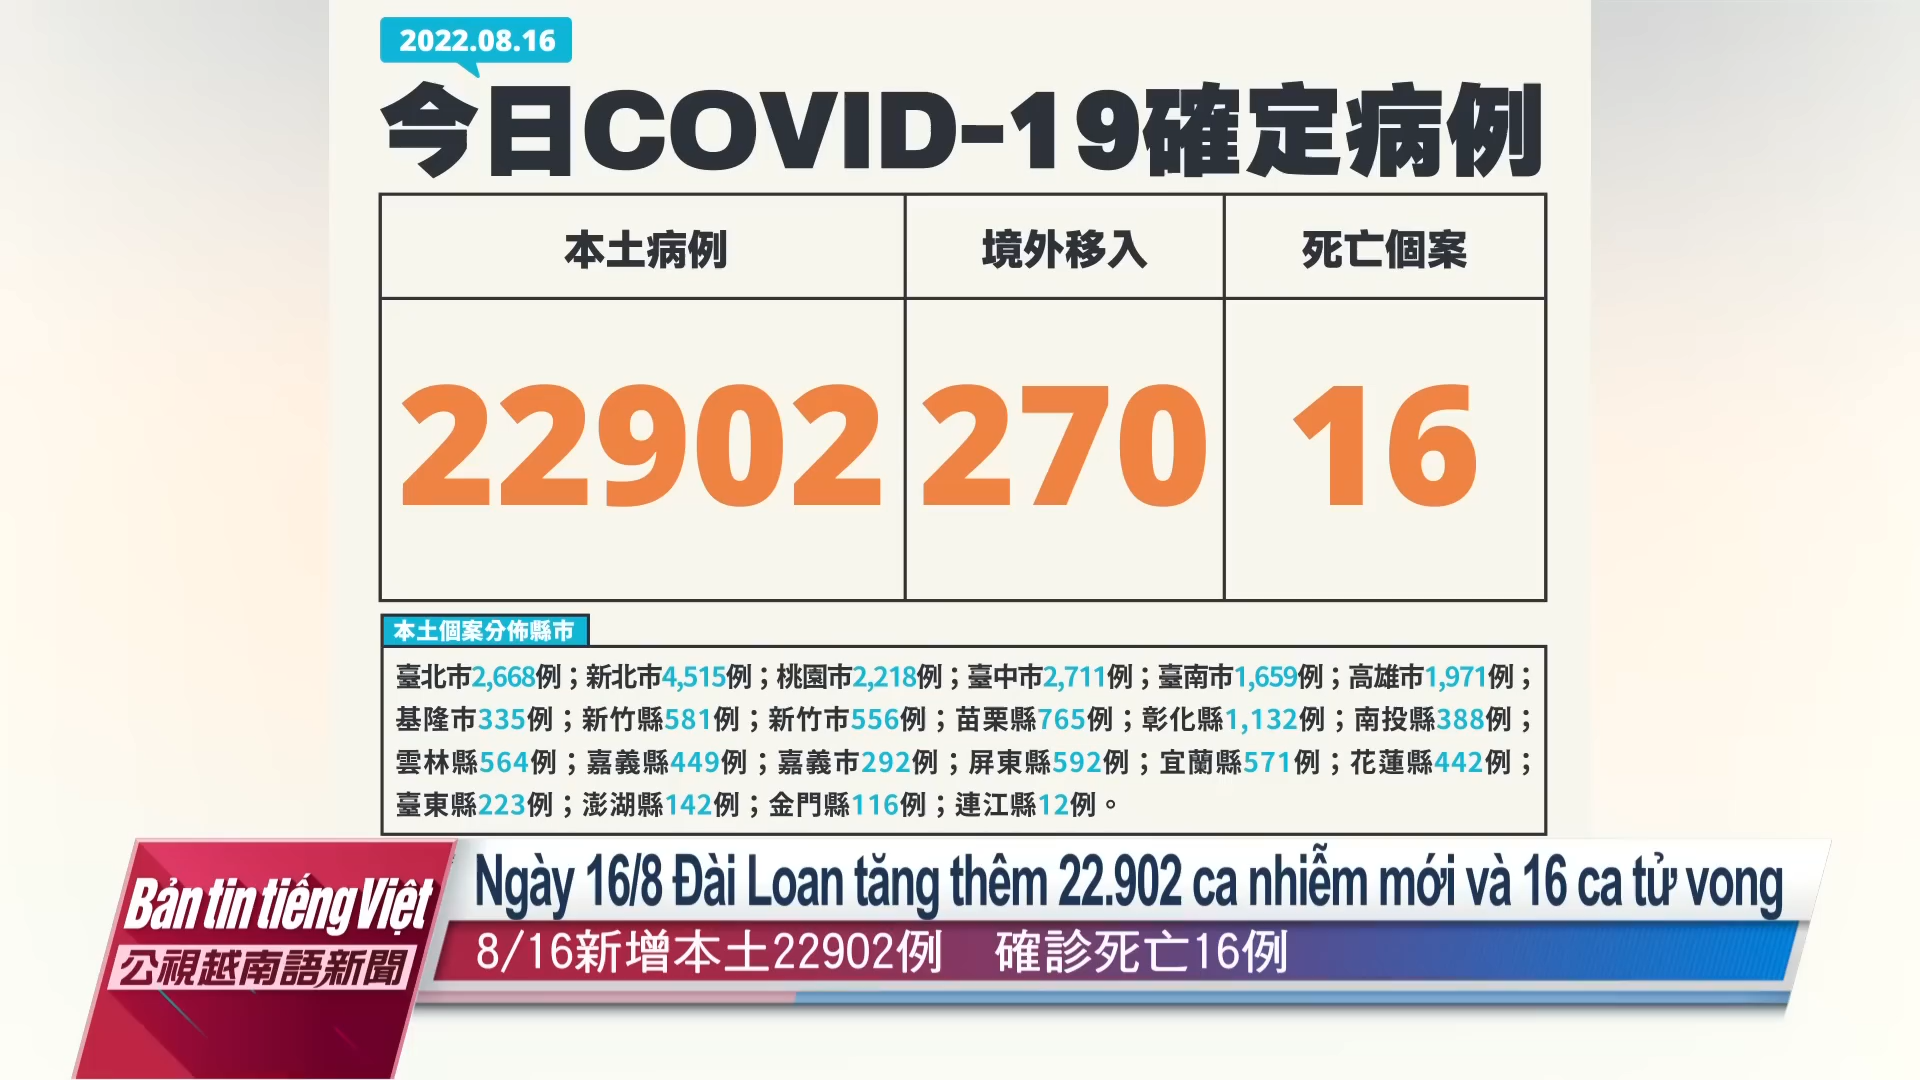 2022.08.16
今日COVID-19確定病例
本土病例 境外移入 死亡個案
22902 270 16
本土個案分佈縣市
臺北市2,668例；新北市4,515例；桃園市2,218例；臺中市2,711例；臺南市1,659例；高雄市1,971例；
基隆市335例；新竹縣581例；新竹市556例；苗栗縣765例；彰化縣1,132例；南投縣388例；
雲林縣564例；嘉義縣449例；嘉義市292例；屏東縣592例；宜蘭縣571例；花蓮縣442例；
臺東縣223例；澎湖縣142例；金門縣116例；連江縣12例。
Bản tin tiếng Việt
公視越南語新聞
Ngày 16/8 Đài Loan tăng thêm 22.902 ca nhiễm mới và 16 ca tử vong
8/16新增本土22902例 確診死亡16例